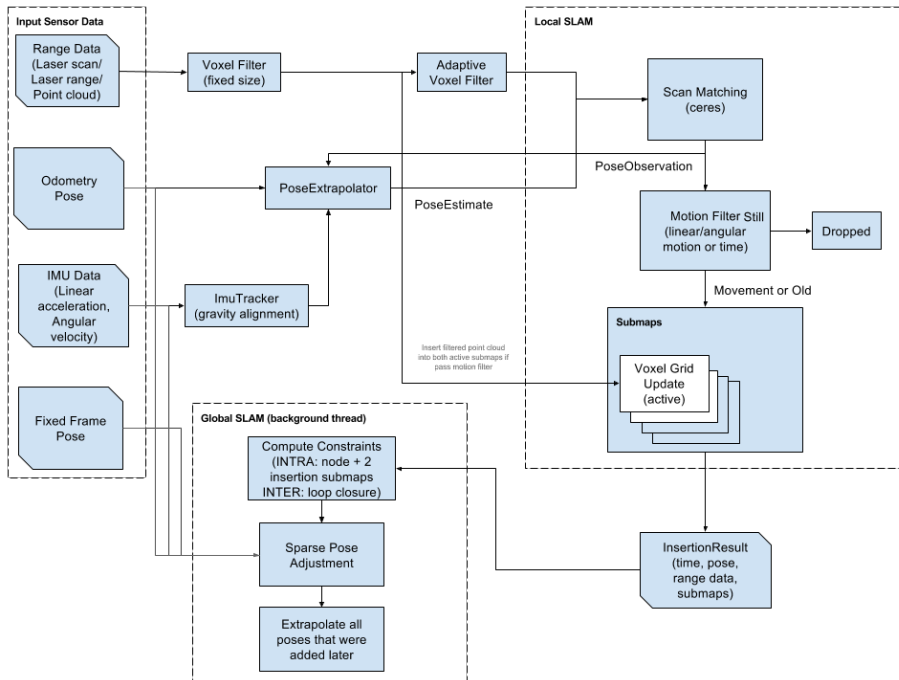 Input Sensor Data
Range Data
(Laser scan/
Laser range/
Point cloud)
Odometry
Pose
IMU Data
(Linear
acceleration,
Angular
velocity)
Fixed Frame
Pose
Voxel Filter
(fixed size)
Adaptive
Voxel Filter
PoseExtrapolator
PoseEstimate
ImuTracker
(gravity alignment)
Local SLAM
Scan Matching
(ceres)
PoseObservation
Motion Filter
(linear/angular
motion or time)
Still
Dropped
Movement or Old
Submaps
Voxel Grid
Update
(active)
Insert filtered point cloud
into both active submaps if
pass motion filter
InsertionResult
(time, pose,
range data,
submaps)
Global SLAM (background thread)
Compute Constraints
(INTRA: node + 2
insertion submaps
INTER: loop closure)
Sparse Pose
Adjustment
Extrapolate all
poses that were
added later